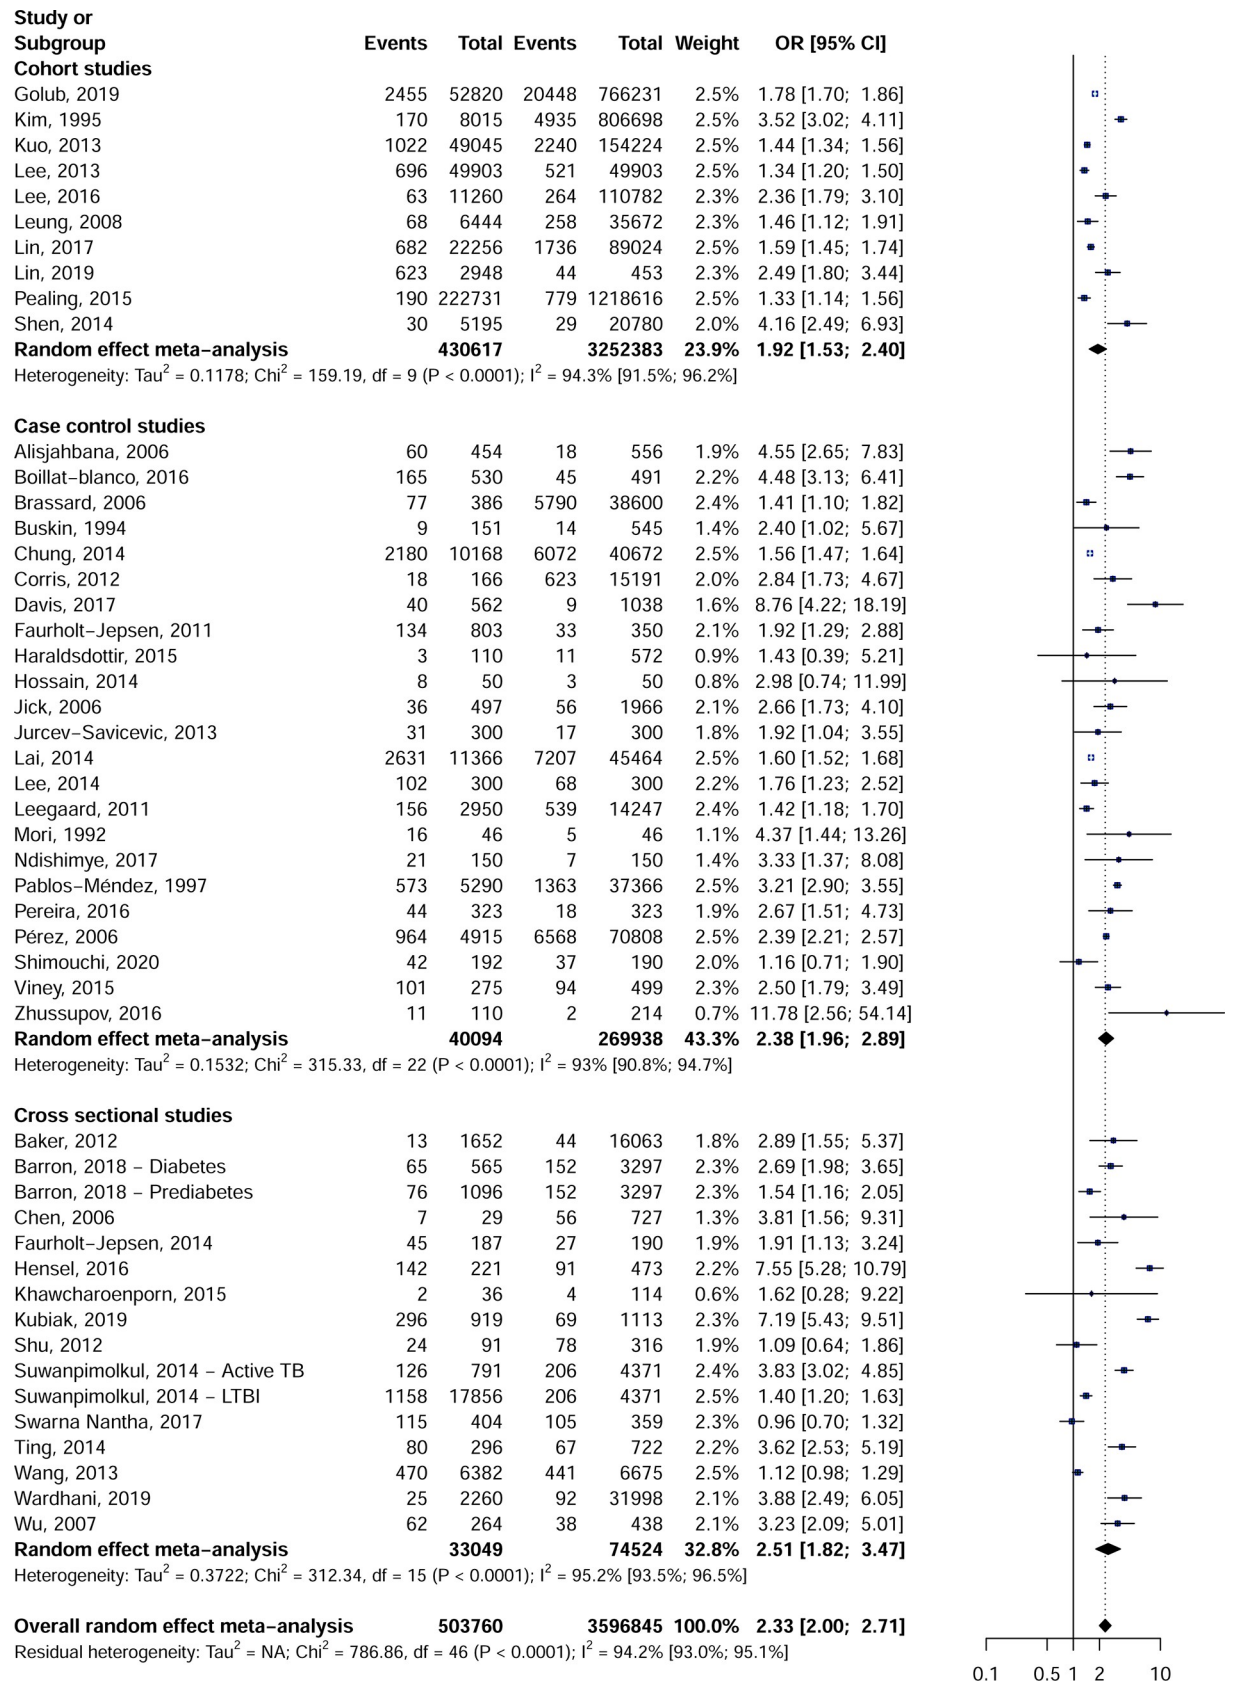 Study or
Subgroup Events Total Events Total Weight OR [95% CI]
Cohort studies
Golub, 2019 2455 52820 20448 766231 2.5% 1.78 [1.70; 1.86]
Kim, 1995 170 8015 4935 806698 2.5% 3.52 [3.02; 4.11]
Kuo, 2013 1022 49045 2240 154224 2.5% 1.44 [1.34; 1.56]
Lee, 2013 696 49903 521 49903 2.5% 1.34 [1.20; 1.50]
Lee, 2016 63 11260 264 110782 2.3% 2.36 [1.79; 3.10]
Leung, 2008 68 6444 258 35672 2.3% 1.46 [1.12; 1.91]
Lin, 2017 682 22256 1736 89024 2.5% 1.59 [1.45; 1.74]
Lin, 2019 623 2948 44 453 2.3% 2.49 [1.80; 3.44]
Pealing, 2015 190 222731 779 1218616 2.5% 1.33 [1.14; 1.56]
Shen, 2014 30 5195 29 20780 2.0% 4.16 [2.49; 6.93]
Random effect meta−analysis 430617 3252383 23.9% 1.92 [1.53; 2.40]
Heterogeneity: Tau² = 0.1178; Chi² = 159.19, df = 9 (P < 0.0001); I² = 94.3% [91.5%; 96.2%]
Case control studies
Alisjahbana, 2006 60 454 18 556 1.9% 4.55 [2.65; 7.83]
Boillat−blanco, 2016 165 530 45 491 2.2% 4.48 [3.13; 6.41]
Brassard, 2006 77 386 5790 38600 2.4% 1.41 [1.10; 1.82]
Buskin, 1994 9 151 14 545 1.4% 2.40 [1.02; 5.67]
Chung, 2014 2180 10168 6072 40672 2.5% 1.56 [1.47; 1.64]
Corris, 2012 18 166 623 15191 2.0% 2.84 [1.73; 4.67]
Davis, 2017 40 562 9 1038 1.6% 8.76 [4.22; 18.19]
Faurholt−Jepsen, 2011 134 803 33 350 2.1% 1.92 [1.29; 2.88]
Haraldsdottir, 2015 3 110 11 572 0.9% 1.43 [0.39; 5.21]
Hossain, 2014 8 50 3 50 0.8% 2.98 [0.74; 11.99]
Jick, 2006 36 497 56 1966 2.1% 2.66 [1.73; 4.10]
Jurcev−Savicevic, 2013 31 300 17 300 1.8% 1.92 [1.04; 3.55]
Lai, 2014 2631 11366 7207 45464 2.5% 1.60 [1.52; 1.68]
Lee, 2014 102 300 68 300 2.2% 1.76 [1.23; 2.52]
Leegaard, 2011 156 2950 539 14247 2.4% 1.42 [1.18; 1.70]
Mori, 1992 16 46 5 46 1.1% 4.37 [1.44; 13.26]
Ndishimye, 2017 21 150 7 150 1.4% 3.33 [1.37; 8.08]
Pablos−Méndez, 1997 573 5290 1363 37366 2.5% 3.21 [2.90; 3.55]
Pereira, 2016 44 323 18 323 1.9% 2.67 [1.51; 4.73]
Pérez, 2006 964 4915 6568 70808 2.5% 2.39 [2.21; 2.57]
Shimouchi, 2020 42 192 37 190 2.0% 1.16 [0.71; 1.90]
Viney, 2015 101 275 94 499 2.3% 2.50 [1.79; 3.49]
Zhussupov, 2016 11 110 2 214 0.7% 11.78 [2.56; 54.14]
Random effect meta−analysis 40094 269938 43.3% 2.38 [1.96; 2.89]
Heterogeneity: Tau² = 0.1532; Chi² = 315.33, df = 22 (P < 0.0001); I² = 93% [90.8%; 94.7%]
Cross sectional studies
Baker, 2012 13 1652 44 16063 1.8% 2.89 [1.55; 5.37]
Barron, 2018 − Diabetes 65 565 152 3297 2.3% 2.69 [1.98; 3.65]
Barron, 2018 − Prediabetes 76 1096 152 3297 2.3% 1.54 [1.16; 2.05]
Chen, 2006 7 29 56 727 1.3% 3.81 [1.56; 9.31]
Faurholt−Jepsen, 2014 45 187 27 190 1.9% 1.91 [1.13; 3.24]
Hensel, 2016 142 221 91 473 2.2% 7.55 [5.28; 10.79]
Khawcharoenporn, 2015 2 36 4 114 0.6% 1.62 [0.28; 9.22]
Kubiak, 2019 296 919 69 1113 2.3% 7.19 [5.43; 9.51]
Shu, 2012 24 91 78 316 1.9% 1.09 [0.64; 1.86]
Suwanpimolkul, 2014 − Active TB 126 791 206 4371 2.4% 3.83 [3.02; 4.85]
Suwanpimolkul, 2014 − LTBI 1158 17856 206 4371 2.5% 1.40 [1.20; 1.63]
Swarna Nantha, 2017 115 404 105 359 2.3% 0.96 [0.70; 1.32]
Ting, 2014 80 296 67 722 2.2% 3.62 [2.53; 5.19]
Wang, 2013 470 6382 441 6675 2.5% 1.12 [0.98; 1.29]
Wardhani, 2019 25 2260 92 31998 2.1% 3.88 [2.49; 6.05]
Wu, 2007 62 264 38 438 2.1% 3.23 [2.09; 5.01]
Random effect meta−analysis 33049 74524 32.8% 2.51 [1.82; 3.47]
Heterogeneity: Tau² = 0.3722; Chi² = 312.34, df = 15 (P < 0.0001); I² = 95.2% [93.5%; 96.5%]
Overall random effect meta−analysis 503760 3596845 100.0% 2.33 [2.00; 2.71]
Residual heterogeneity: Tau² = NA; Chi² = 786.86, df = 46 (P < 0.0001); I² = 94.2% [93.0%; 95.1%]
0.1 0.5 1 2 10